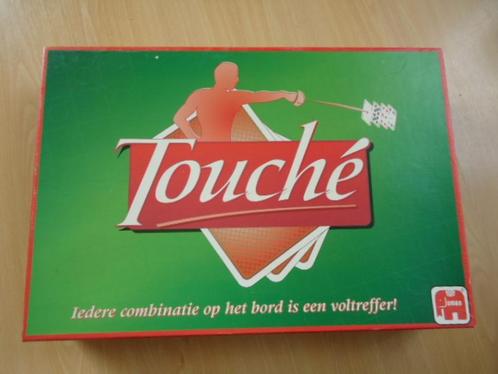 Touché
Iedere combinatie op het bord is een voltreffer!
Jumbo